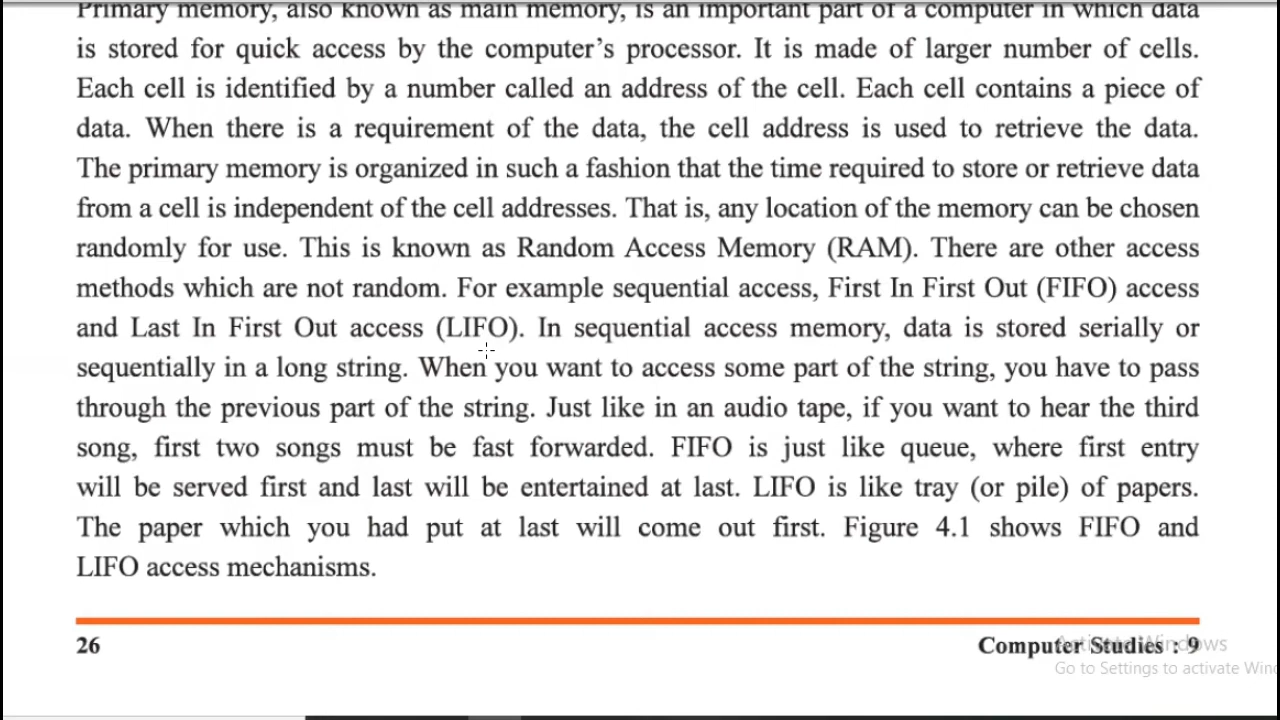 Primary memory, also known as main memory, is an important part of a computer in which data
is stored for quick access by the computer's processor. It is made of larger number of cells.
Each cell is identified by a number called an address of the cell. Each cell contains a piece of
data. When there is a requirement of the data, the cell address is used to retrieve the data.
The primary memory is organized in such a fashion that the time required to store or retrieve data
from a cell is independent of the cell addresses. That is, any location of the memory can be chosen
randomly for use. This is known as Random Access Memory (RAM). There are other access
methods which are not random. For example sequential access, First In First Out (FIFO) access
and Last In First Out access (LIFO). In sequential access memory, data is stored serially or
sequentially in a long string. When you want to access some part of the string, you have to pass
through the previous part of the string. Just like in an audio tape, if you want to hear the third
song, first two songs must be fast forwarded. FIFO is just like queue, where first entry
will be served first and last will be entertained at last. LIFO is like tray (or pile) of papers.
The paper which you had put at last will come out first. Figure 4.1 shows FIFO and
LIFO access mechanisms.
26
Computer Studies : 9
Activate Windows
Go to Settings to activate Win